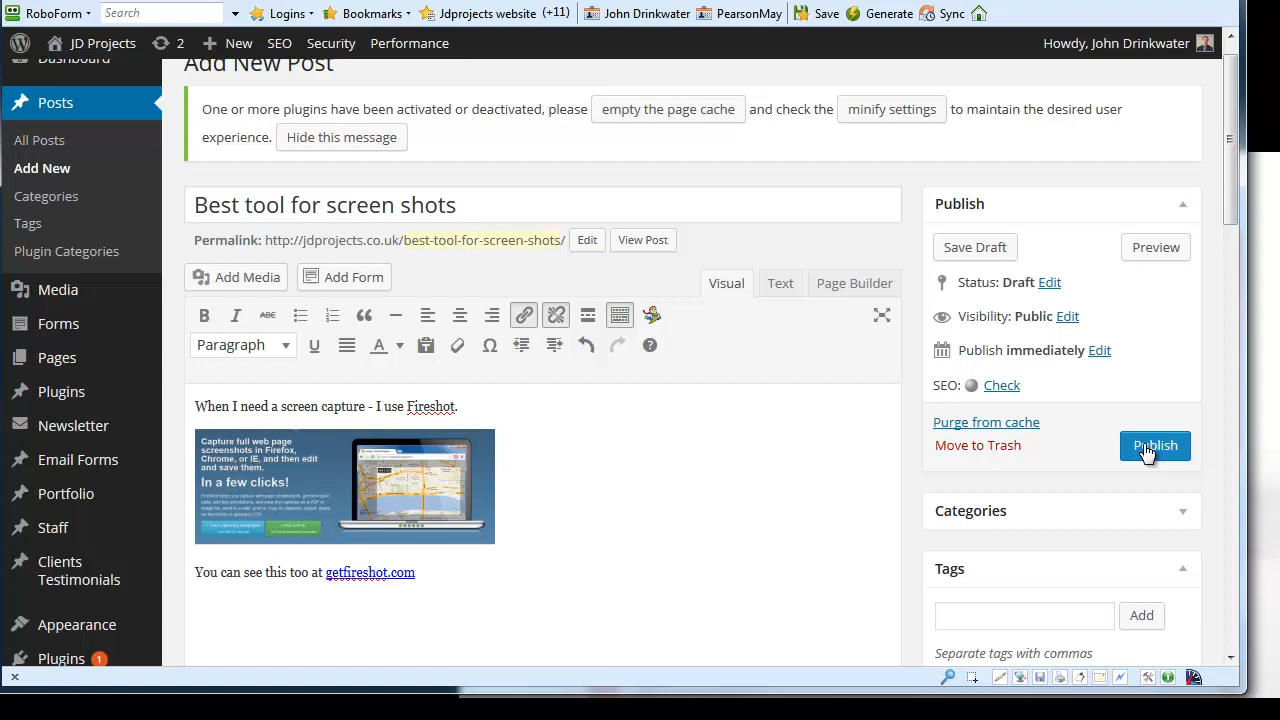 RoboForm Search Logins Bookmarks Jdprojects website (+11) John Drinkwater PearsonMay Save Generate Sync
JD Projects 2 New SEO Security Performance Howdy, John Drinkwater
Dashboard
Posts
All Posts
Add New
Categories
Tags
Plugin Categories
Media
Forms
Pages
Plugins
Newsletter
Email Forms
Portfolio
Staff
Clients
Testimonials
Appearance
Plugins 1
Add New Post
One or more plugins have been activated or deactivated, please empty the page cache and check the minify settings to maintain the desired user
experience. Hide this message
Best tool for screen shots
Permalink: http://jdprojects.co.uk/best-tool-for-screen-shots/ Edit View Post
Add Media Add Form
Visual Text Page Builder
B I ABC
Paragraph U A Ω
When I need a screen capture - I use Fireshot.
Capture full web page
screenshots in Firefox,
Chrome, or IE, and then edit
and save them.
In a few clicks!
You can see this too at getfireshot.com
Publish
Save Draft Preview
Status: Draft Edit
Visibility: Public Edit
Publish immediately Edit
SEO: Check
Purge from cache
Move to Trash Publish
Categories
Tags
Add
Separate tags with commas